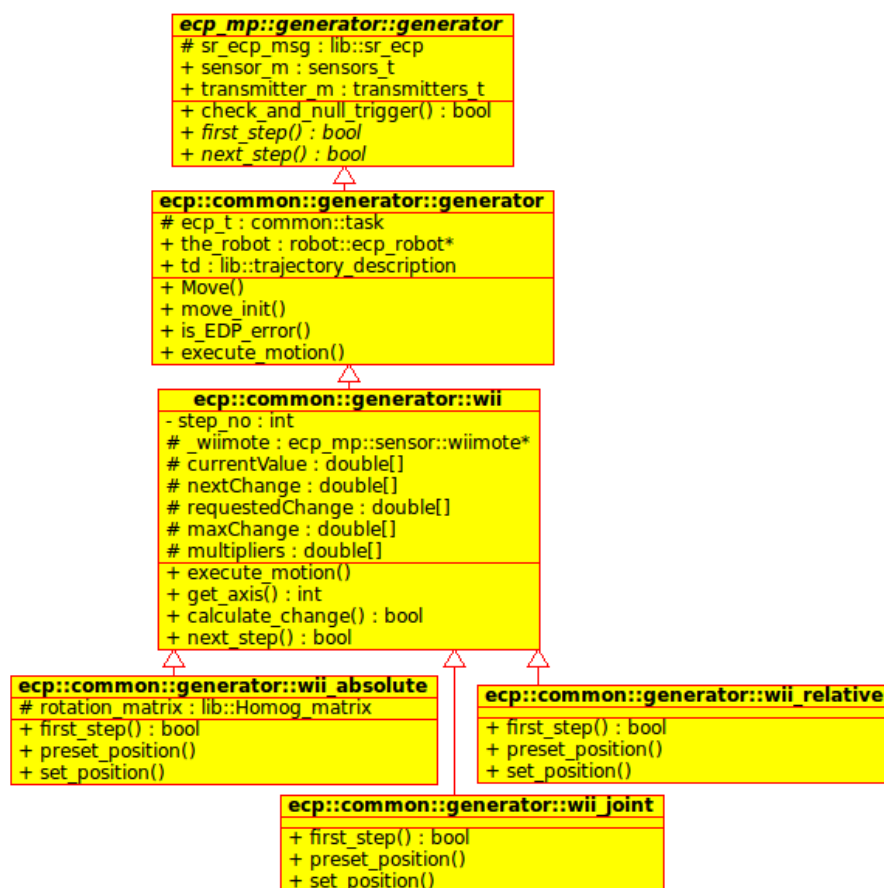 ecp_mp::generator::generator
# sr_ecp_msg : lib::sr_ecp
+ sensor_m : sensors_t
+ transmitter_m : transmitters_t
+ check_and_null_trigger() : bool
+ first_step() : bool
+ next_step() : bool
ecp::common::generator::generator
# ecp_t : common::task
+ the_robot : robot::ecp_robot*
+ td : lib::trajectory_description
+ Move()
+ move_init()
+ is_EDP_error()
+ execute_motion()
ecp::common::generator::wii
- step_no : int
# _wiimote : ecp_mp::sensor::wiimote*
# currentValue : double[]
# nextChange : double[]
# requestedChange : double[]
# maxChange : double[]
# multipliers : double[]
+ execute_motion()
+ get_axis() : int
+ calculate_change() : bool
+ next_step() : bool
ecp::common::generator::wii_absolute
# rotation_matrix : lib::Homog_matrix
+ first_step() : bool
+ preset_position()
+ set_position()
ecp::common::generator::wii_relative
+ first_step() : bool
+ preset_position()
+ set_position()
ecp::common::generator::wii_joint
+ first_step() : bool
+ preset_position()
+ set_position()